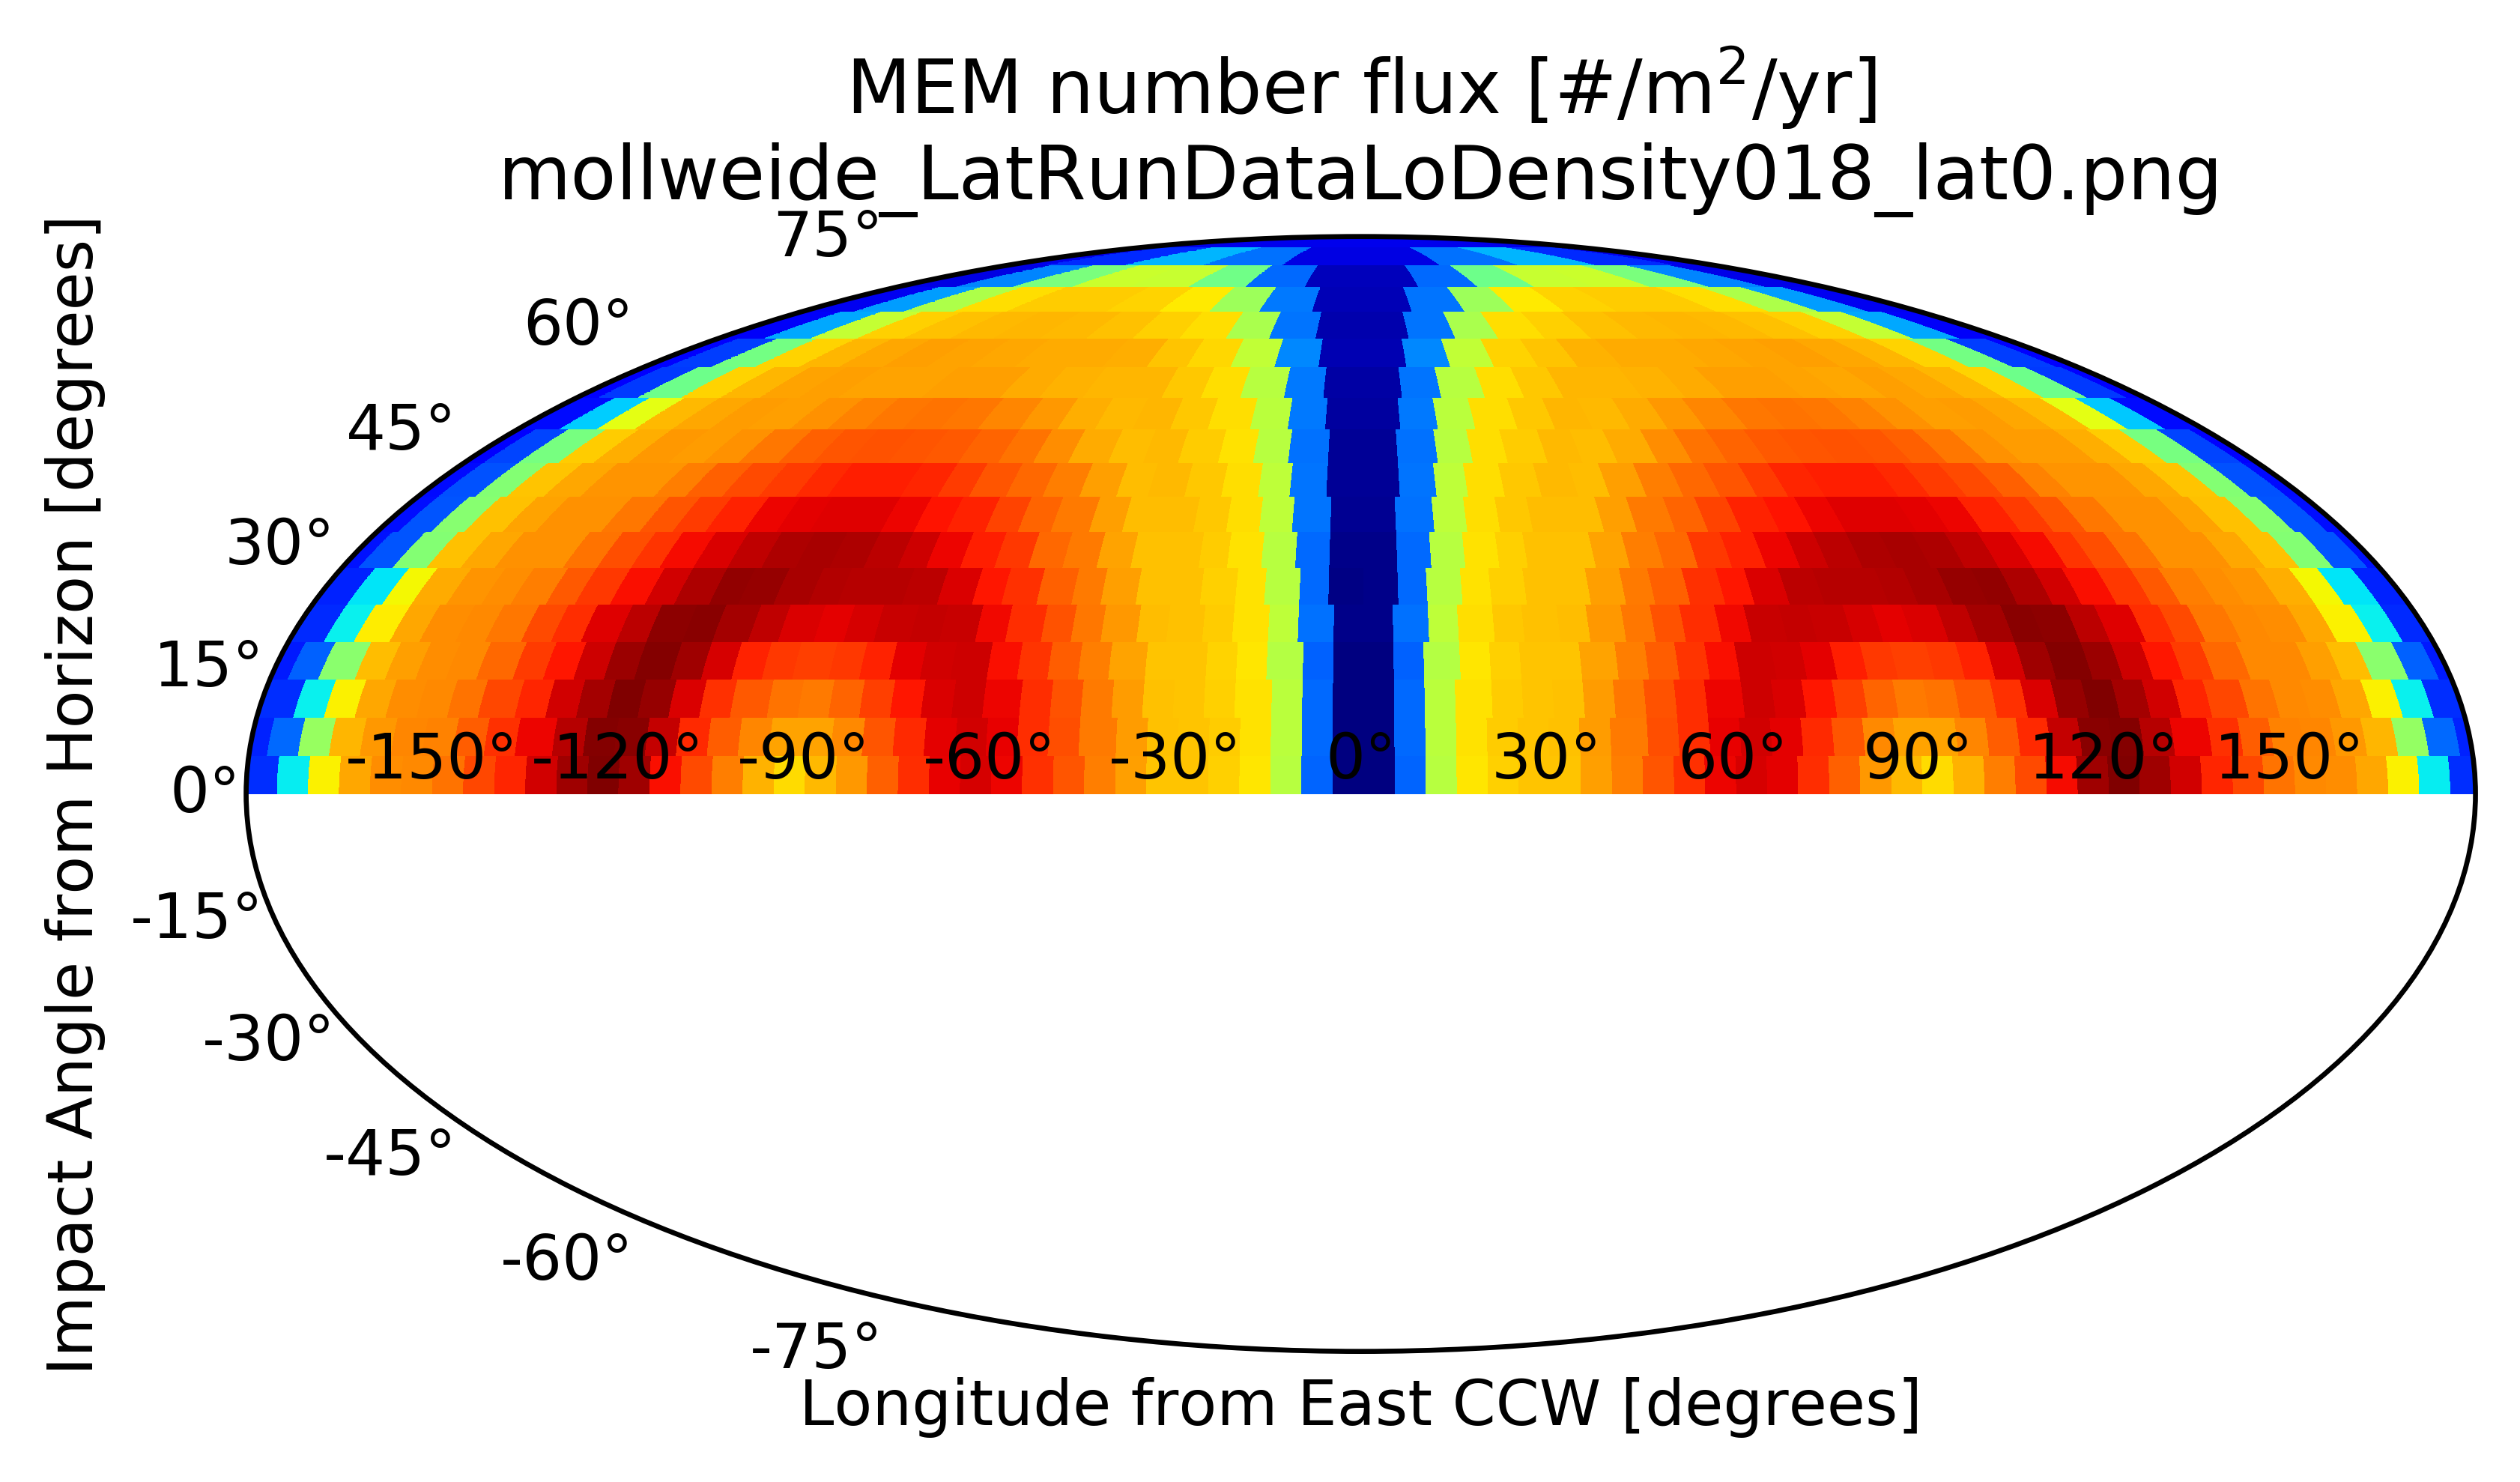 MEM number flux [#/m²/yr]
mollweide_LatRunDataLoDensity018_lat0.png
Impact Angle from Horizon [degrees]
75°
60°
45°
30°
15°
0°
-15°
-30°
-45°
-60°
-75°
-150° -120° -90° -60° -30° 0° 30° 60° 90° 120° 150°
Longitude from East CCW [degrees]